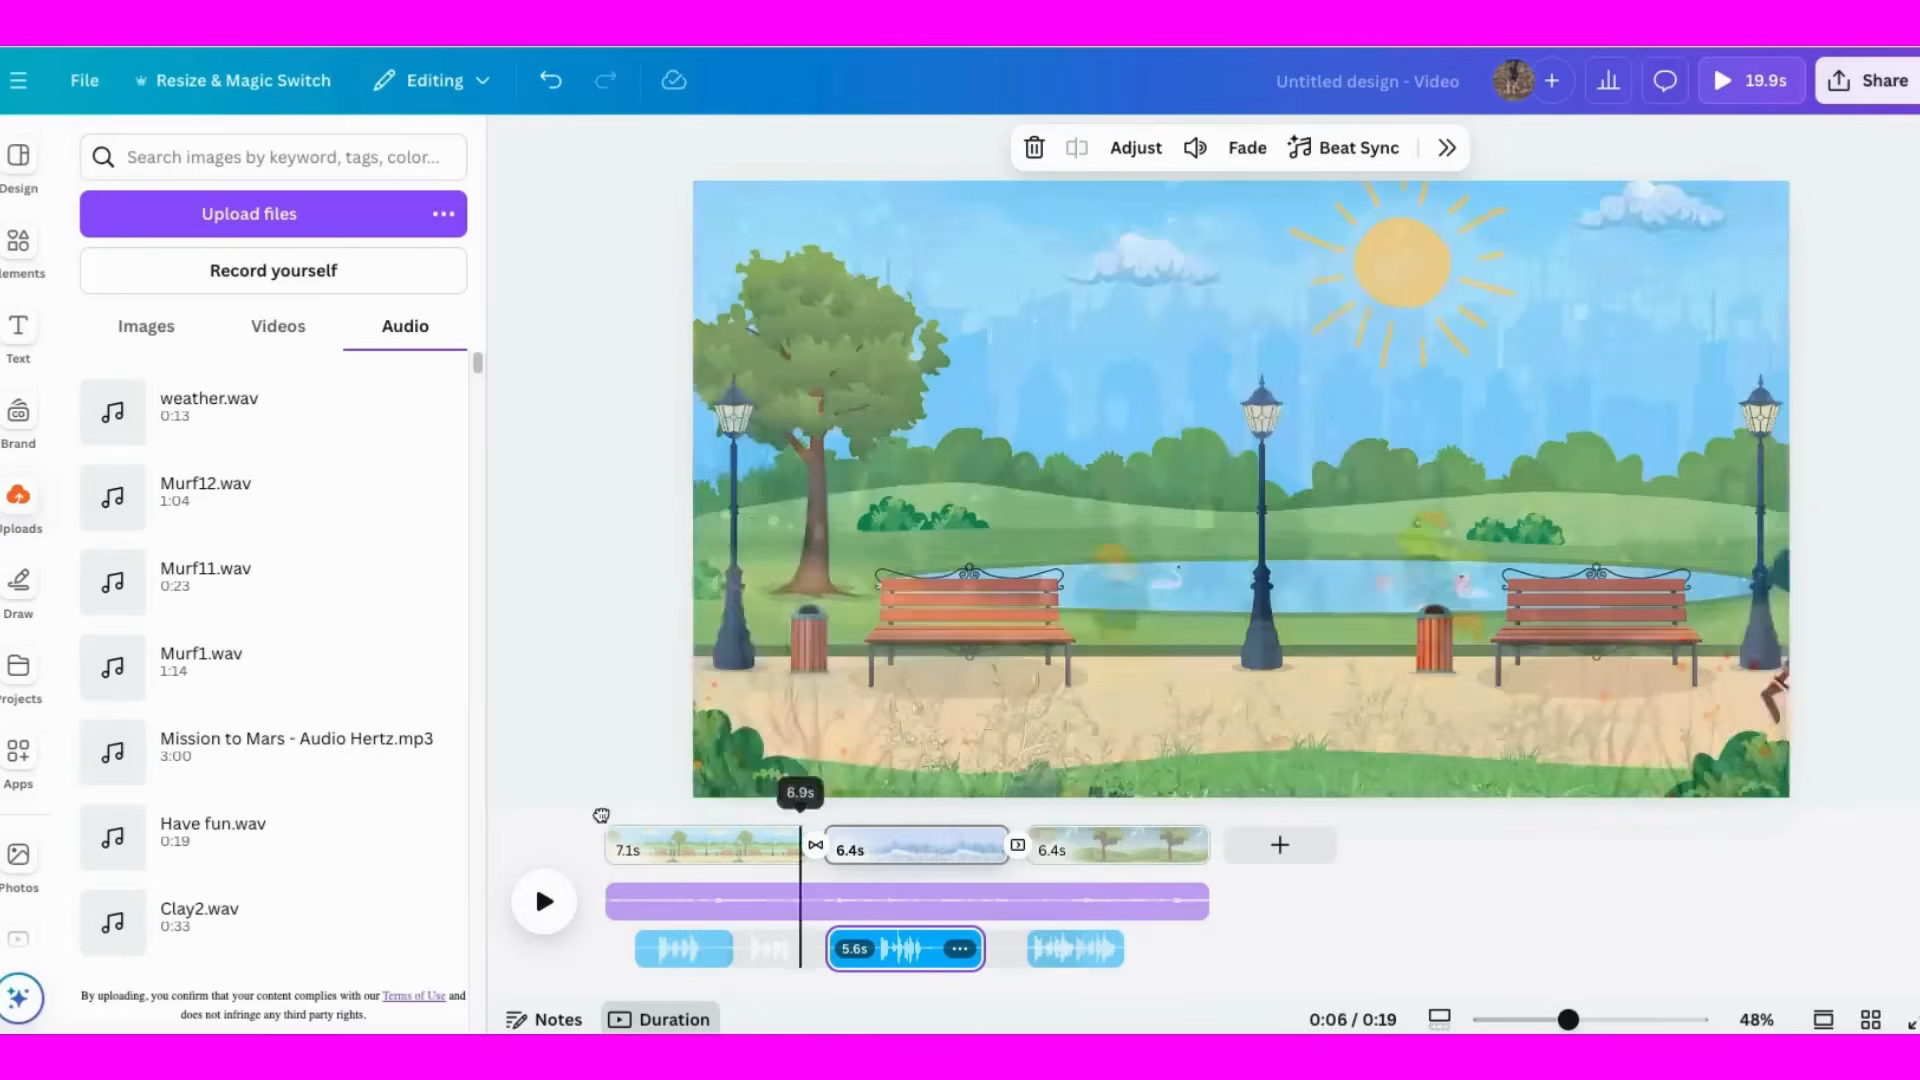 File
Resize & Magic Switch
Editing
Untitled design - Video
19.9s
Share
Design
lements
Text
Brand
Uploads
Draw
rojects
Apps
Photos
Search images by keyword, tags, color...
Upload files
Record yourself
Images
Videos
Audio
weather.wav
0:13
Murf12.wav
1:04
Murf11.wav
0:23
Murf1.wav
1:14
Mission to Mars - Audio Hertz.mp3
3:00
Have fun.wav
0:19
Clay2.wav
0:33
By uploading, you confirm that your content complies with our Terms of Use and
does not infringe any third party rights.
Adjust
Fade
Beat Sync
6.9s
7.1s
6.4s
6.4s
5.6s
Notes
Duration
0:06 / 0:19
48%